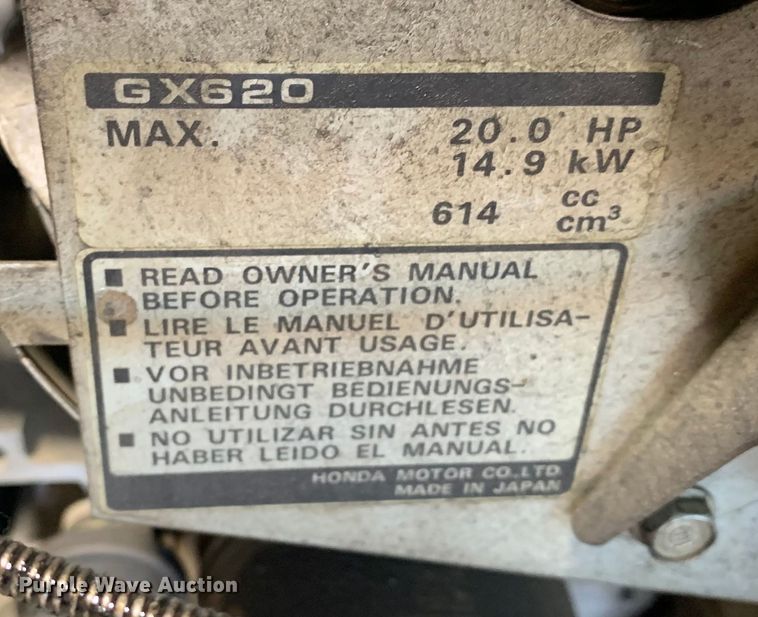 GX620
MAX. 20.0 HP
14.9 kW
614 cc
cm³
■ READ OWNER'S MANUAL
BEFORE OPERATION.
■ LIRE LE MANUEL D'UTILISA-
TEUR AVANT USAGE.
■ VOR INBETRIEBNAHME
UNBEDINGT BEDIENUNGS-
ANLEITUNG DURCHLESEN.
■ NO UTILIZAR SIN ANTES NO
HABER LEIDO EL MANUAL.
HONDA MOTOR CO.,LTD.
MADE IN JAPAN
Purple Wave Auction